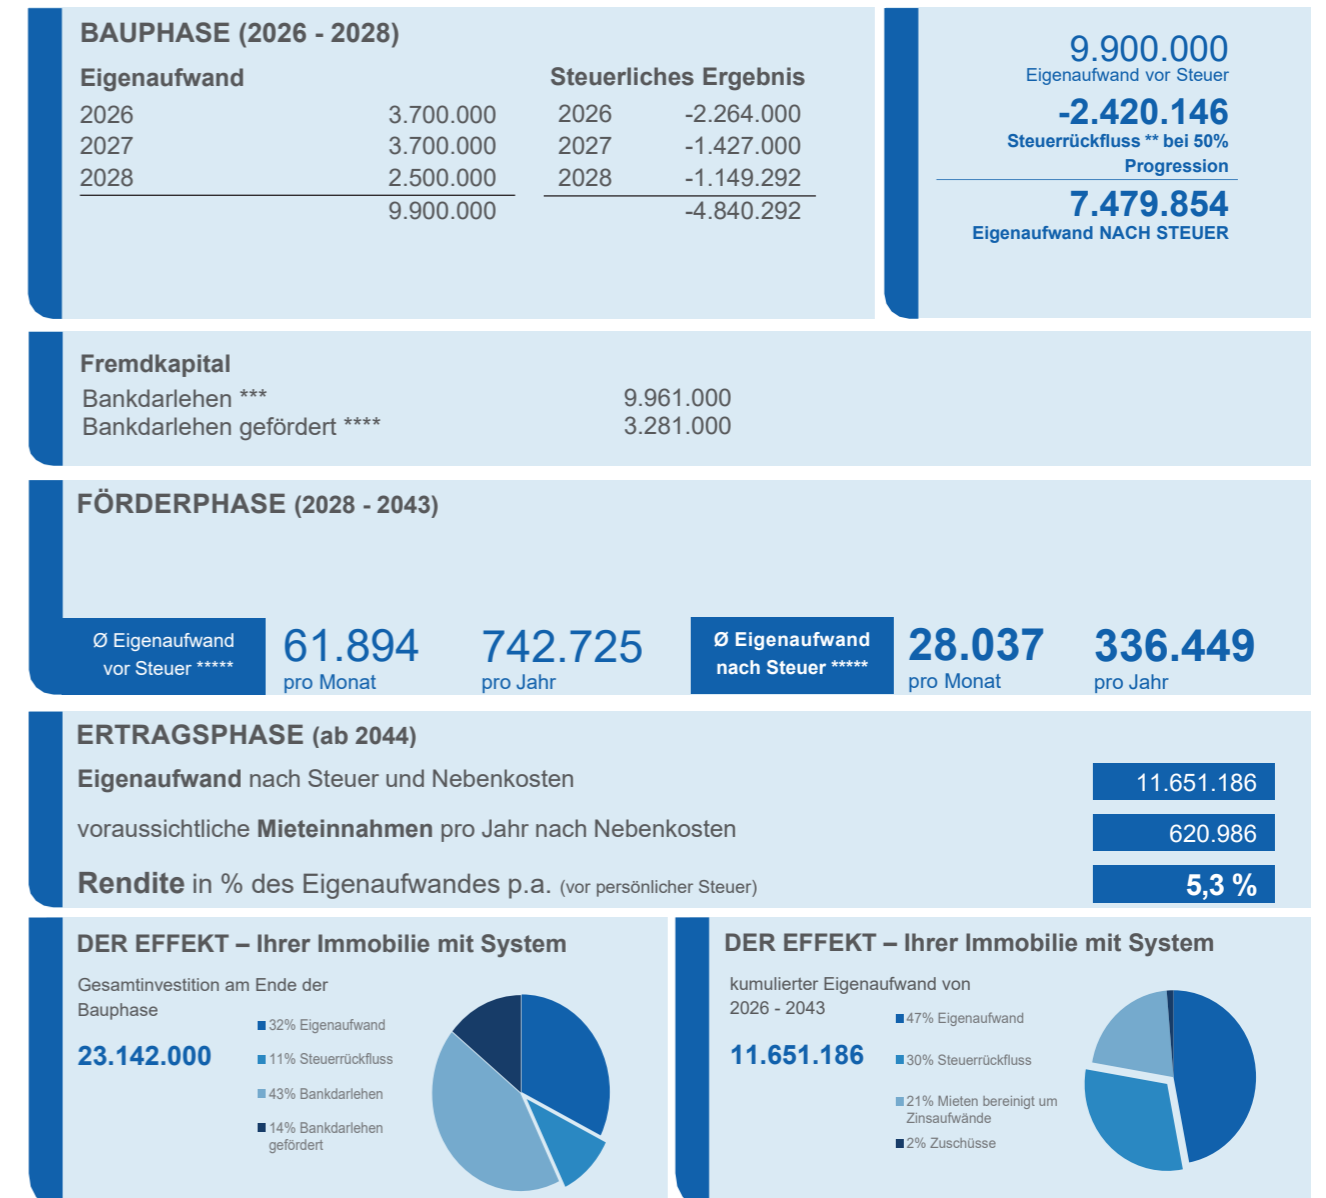 BAUPHASE (2026 - 2028)
Eigenaufwand
2026 3.700.000
2027 3.700.000
2028 2.500.000
9.900.000
Steuerliches Ergebnis
2026 -2.264.000
2027 -1.427.000
2028 -1.149.292
-4.840.292
9.900.000
Eigenaufwand vor Steuer
-2.420.146
Steuerrückfluss ** bei 50%
Progression
7.479.854
Eigenaufwand NACH STEUER
Fremdkapital
Bankdarlehen *** 9.961.000
Bankdarlehen gefördert **** 3.281.000
FÖRDERPHASE (2028 - 2043)
Ø Eigenaufwand
vor Steuer *****
61.894
pro Monat
742.725
pro Jahr
Ø Eigenaufwand
nach Steuer *****
28.037
pro Monat
336.449
pro Jahr
ERTRAGSPHASE (ab 2044)
Eigenaufwand nach Steuer und Nebenkosten 11.651.186
voraussichtliche Mieteinnahmen pro Jahr nach Nebenkosten 620.986
Rendite in % des Eigenaufwandes p.a. (vor persönlicher Steuer) 5,3 %
DER EFFEKT – Ihrer Immobilie mit System
Gesamtinvestition am Ende der
Bauphase
23.142.000
32% Eigenaufwand
11% Steuerrückfluss
43% Bankdarlehen
14% Bankdarlehen
gefördert
DER EFFEKT – Ihrer Immobilie mit System
kumulierter Eigenaufwand von
2026 - 2043
11.651.186
47% Eigenaufwand
30% Steuerrückfluss
21% Mieten bereinigt um
Zinsaufwände
2% Zuschüsse